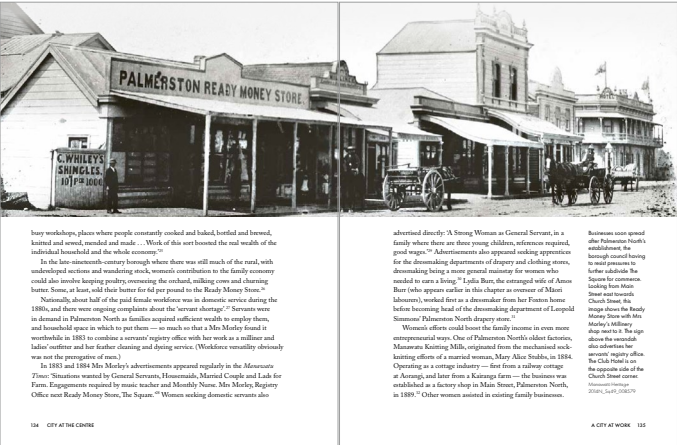 PALMERSTON READY MONEY STORE.
C. WHILEY'S
SHINGLES.
1000
busy workshops, places where people constantly cooked and baked, bottled and brewed,
knitted and sewed, mended and made . . . Work of this sort boosted the real wealth of the
individual household and the whole economy.'²⁵
In the late-nineteenth-century borough where there was still much of the rural, with
undeveloped sections and wandering stock, women's contribution to the family economy
could also involve keeping poultry, overseeing the orchard, milking cows and churning
butter. Some, at least, sold their butter for 6d per pound to the Ready Money Store.²⁶
Nationally, about half of the paid female workforce was in domestic service during the
1880s, and there were ongoing complaints about the 'servant shortage'.²⁷ Servants were
in demand in Palmerston North as families acquired sufficient wealth to employ them,
and household space in which to put them — so much so that a Mrs Morley found it
worthwhile in 1883 to combine a servants' registry office with her work as a milliner and
ladies' outfitter and her feather cleaning and dyeing service. (Workforce versatility obviously
was not the prerogative of men.)
In 1883 and 1884 Mrs Morley's advertisements appeared regularly in the Manawatu
Times: 'Situations wanted by General Servants, Housemaids, Married Couple and Lads for
Farm. Engagements required by music teacher and Monthly Nurse. Mrs Morley, Registry
Office next Ready Money Store, The Square.'²⁸ Women seeking domestic servants also
134 CITY AT THE CENTRE
advertised directly: 'A Strong Woman as General Servant, in a
family where there are three young children, references required,
good wages.'²⁹ Advertisements also appeared seeking apprentices
for the dressmaking departments of drapery and clothing stores,
dressmaking being a more general mainstay for women who
needed to earn a living.³⁰ Lydia Burr, the estranged wife of Amos
Burr (who appears earlier in this chapter as overseer of Māori
labourers), worked first as a dressmaker from her Foxton home
before becoming head of the dressmaking department of Leopold
Simmons' Palmerston North drapery store.³¹
Women's efforts could boost the family income in even more
entrepreneurial ways. One of Palmerston North's oldest factories,
Manawatu Knitting Mills, originated from the mechanised sock-
knitting efforts of a married woman, Mary Alice Stubbs, in 1884.
Operating as a cottage industry — first from a railway cottage
at Aorangi, and later from a Kairanga farm — the business was
established as a factory shop in Main Street, Palmerston North,
in 1889.³² Other women assisted in existing family businesses.
Businesses soon spread
after Palmerston North's
establishment, the
borough council having
to resist pressures to
further subdivide The
Square for commerce.
Looking from Main
Street east towards
Church Street, this
image shows the Ready
Money Store with Mrs
Morley's Millinery
shop next to it. The sign
above the verandah
also advertises her
servants' registry office.
The Club Hotel is on
the opposite side of the
Church Street corner.
Manawatū Heritage
A CITY AT WORK 135